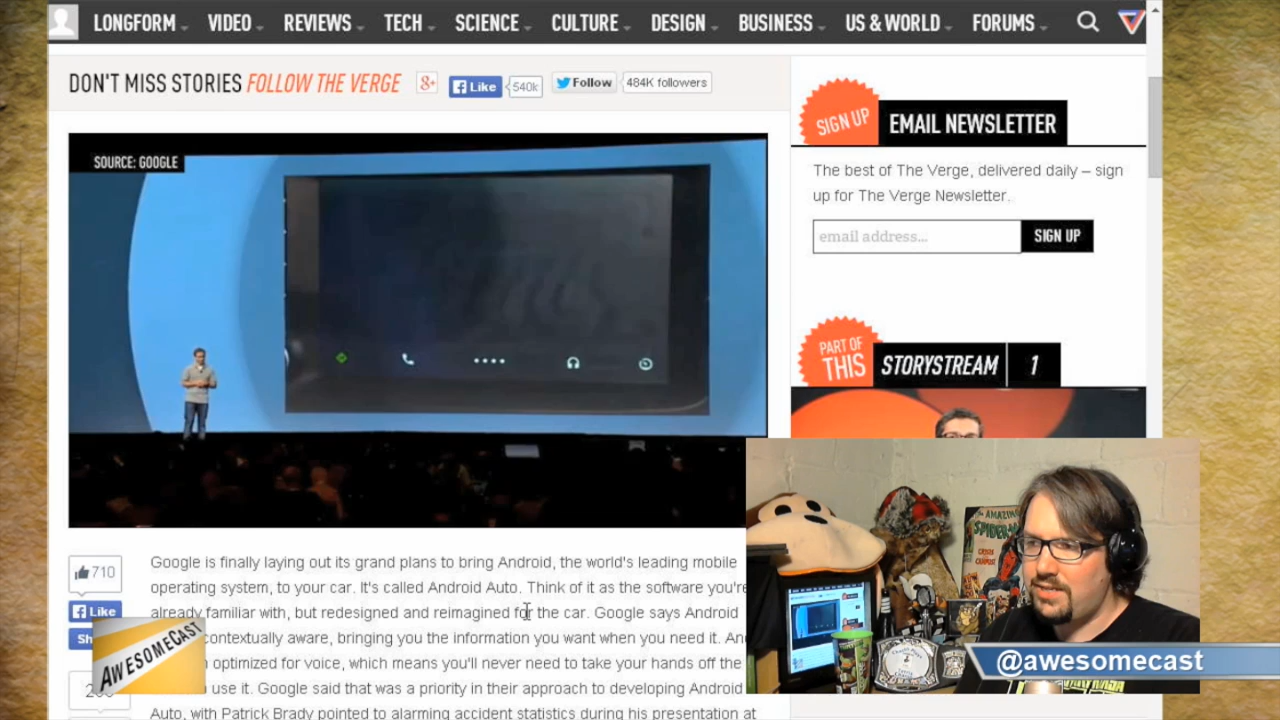 LONGFORM VIDEO REVIEWS TECH SCIENCE CULTURE DESIGN BUSINESS US & WORLD FORUMS
DON'T MISS STORIES FOLLOW THE VERGE
g+ Like 540k Follow 484K followers
SIGN UP EMAIL NEWSLETTER
The best of The Verge, delivered daily – sign
up for The Verge Newsletter.
email address... SIGN UP
SOURCE: GOOGLE
PART OF
THIS STORYSTREAM 1
AMAZING
SPIDER-MAN
710
Like
Sh
Google is finally laying out its grand plans to bring Android, the world's leading mobile
operating system, to your car. It's called Android Auto. Think of it as the software you're
already familiar with, but redesigned and reimagined for the car. Google says Android
contextually aware, bringing you the information you want when you need it. An
optimized for voice, which means you'll never need to take your hands off the
use it. Google said that was a priority in their approach to developing Android
Auto, with Patrick Brady pointed to alarming accident statistics during his presentation at
AWESOMECAST
@awesomecast